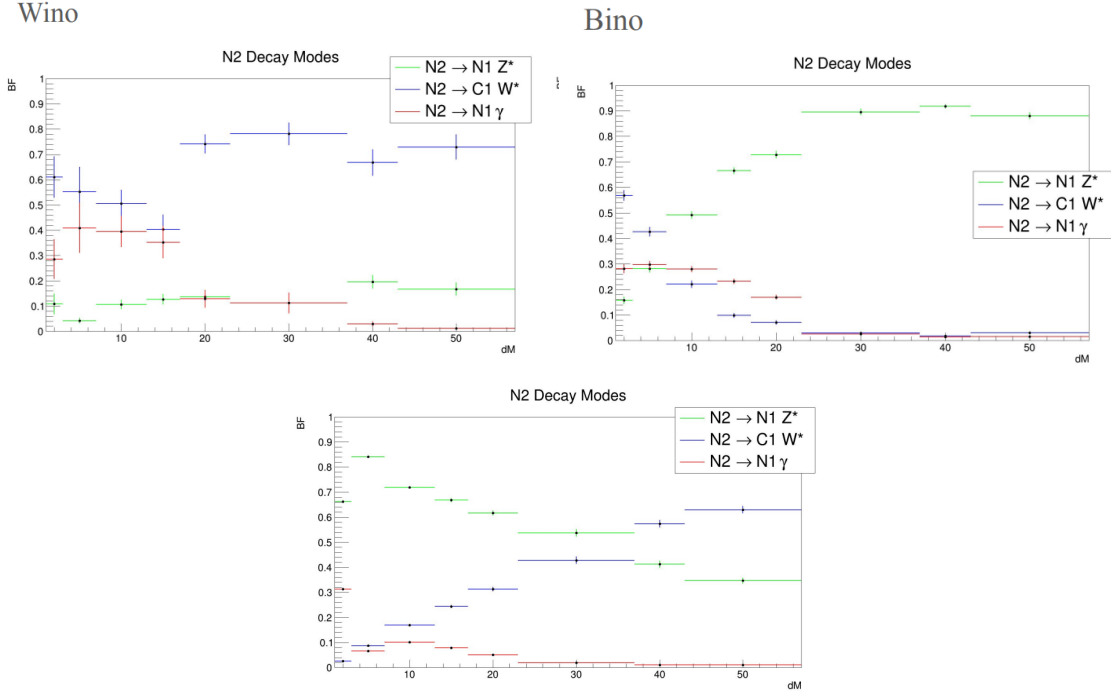 Wino
N2 Decay Modes
BF
N2 → N1 Z*
N2 → C1 W*
N2 → N1 γ
1
0.9
0.8
0.7
0.6
0.5
0.4
0.3
0.2
0.1
0
10
20
30
40
50
dM
Bino
N2 Decay Modes
BF
1
0.9
0.8
0.7
0.6
0.5
0.4
0.3
0.2
0.1
0
N2 → N1 Z*
N2 → C1 W*
N2 → N1 γ
10
20
30
40
50
dM
N2 Decay Modes
BF
N2 → N1 Z*
N2 → C1 W*
N2 → N1 γ
1
0.9
0.8
0.7
0.6
0.5
0.4
0.3
0.2
0.1
0
10
20
30
40
50
dM